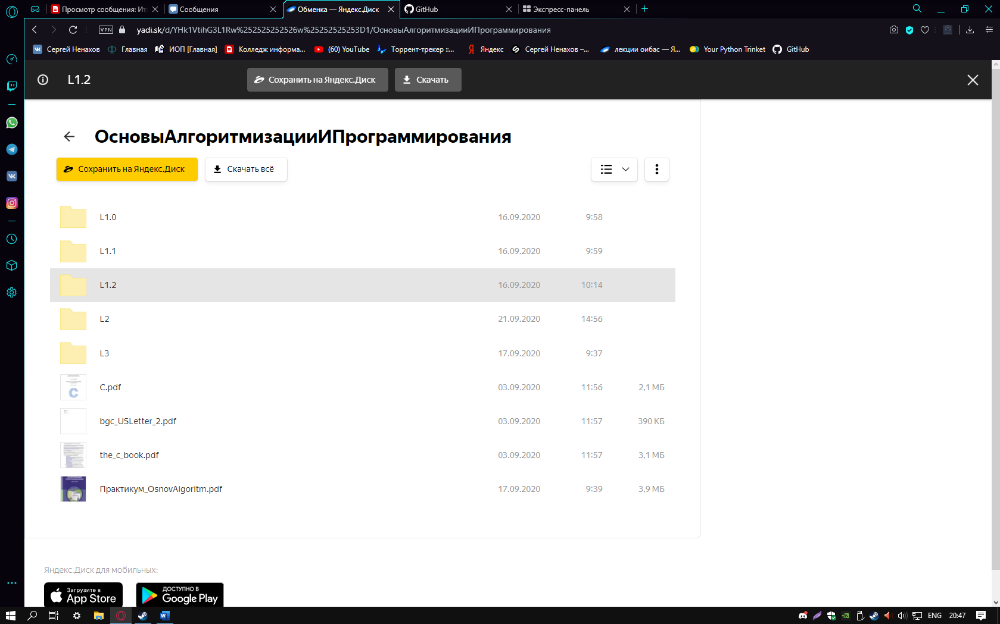 Просмотр сообщения: Ит
Сообщения
Обменка — Яндекс.Диск
GitHub
Экспресс-панель
VPN
yadi.sk/d/YHk1VtihG3L1Rw%252525252526w%25252525253D1/ОсновыАлгоритмизацииИПрограммирования
Сергей Ненахов
Главная
ИОП [Главная]
Колледж информа...
(60) YouTube
Торрент-трекер ::...
Яндекс
Сергей Ненахов –...
лекции оибас — Я...
Your Python Trinket
GitHub
L1.2
Сохранить на Яндекс.Диск
Скачать
ОсновыАлгоритмизацииИПрограммирования
Сохранить на Яндекс.Диск
Скачать всё
L1.0 16.09.2020 9:58
L1.1 16.09.2020 9:59
L1.2 16.09.2020 10:14
L2 21.09.2020 14:56
L3 17.09.2020 9:37
C.pdf 03.09.2020 11:56 2,1 МБ
bgc_USLetter_2.pdf 03.09.2020 11:57 390 КБ
the_c_book.pdf 03.09.2020 11:57 3,1 МБ
Практикум_OsnovAlgoritm.pdf 17.09.2020 9:39 3,9 МБ
Яндекс.Диск для мобильных:
Загрузите в
App Store
ДОСТУПНО В
Google Play
ENG 20:47